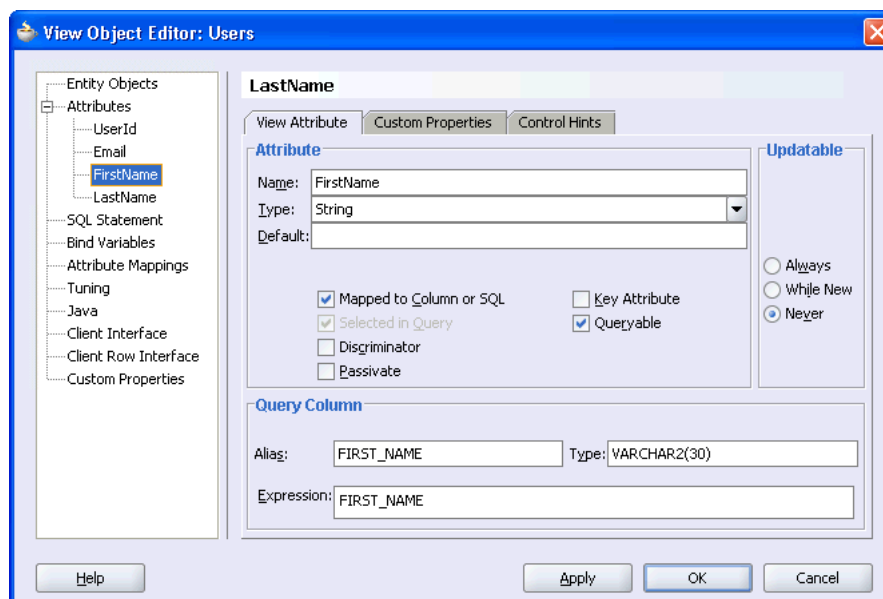 View Object Editor: Users
Entity Objects
Attributes
UserId
Email
FirstName
LastName
SQL Statement
Bind Variables
Attribute Mappings
Tuning
Java
Client Interface
Client Row Interface
Custom Properties
LastName
View Attribute Custom Properties Control Hints
Attribute
Name: FirstName
Type: String
Default:
Mapped to Column or SQL Key Attribute
Selected in Query Queryable
Discriminator
Passivate
Updatable
Always
While New
Never
Query Column
Alias: FIRST_NAME Type: VARCHAR2(30)
Expression: FIRST_NAME
Help Apply OK Cancel